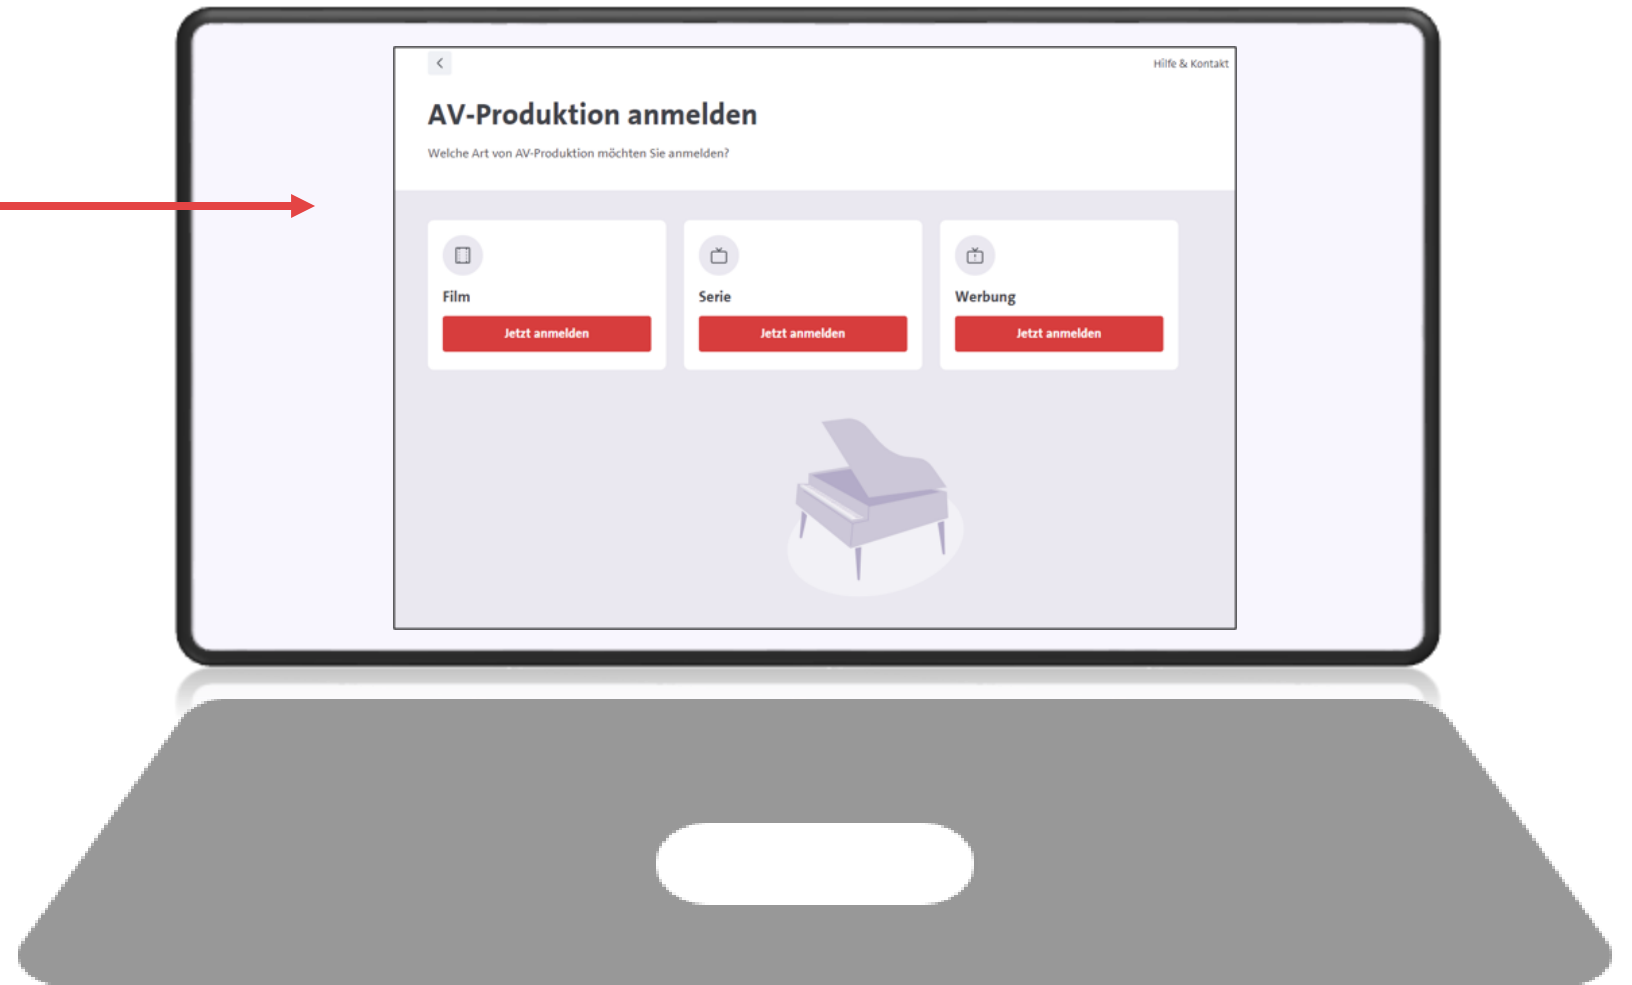 Hilfe & Kontakt
AV-Produktion anmelden
Welche Art von AV-Produktion möchten Sie anmelden?
Film
Serie
Werbung
Jetzt anmelden
Jetzt anmelden
Jetzt anmelden